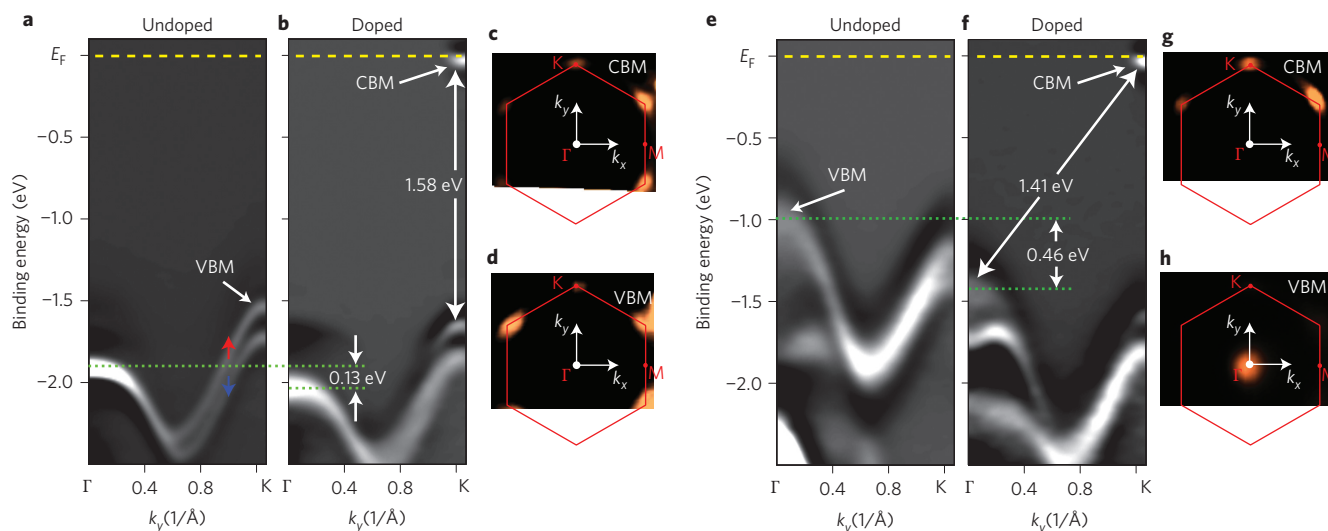 a
Undoped
b
Doped
c
E_F
CBM
K
CBM
k_y
Γ
k_x
M
−0.5
1.58 eV
−1.0
d
VBM
K
VBM
−1.5
k_y
Γ
k_x
M
0.13 eV
−2.0
Binding energy (eV)
Γ
0.4
0.8
K
k_y(1/Å)
Γ
0.4
0.8
K
k_y(1/Å)
e
Undoped
f
Doped
g
E_F
CBM
K
CBM
k_y
Γ
k_x
M
−0.5
VBM
1.41 eV
−1.0
0.46 eV
h
K
VBM
−1.5
k_y
Γ
k_x
M
−2.0
Binding energy (eV)
Γ
0.4
0.8
K
k_y(1/Å)
Γ
0.4
0.8
K
k_y(1/Å)